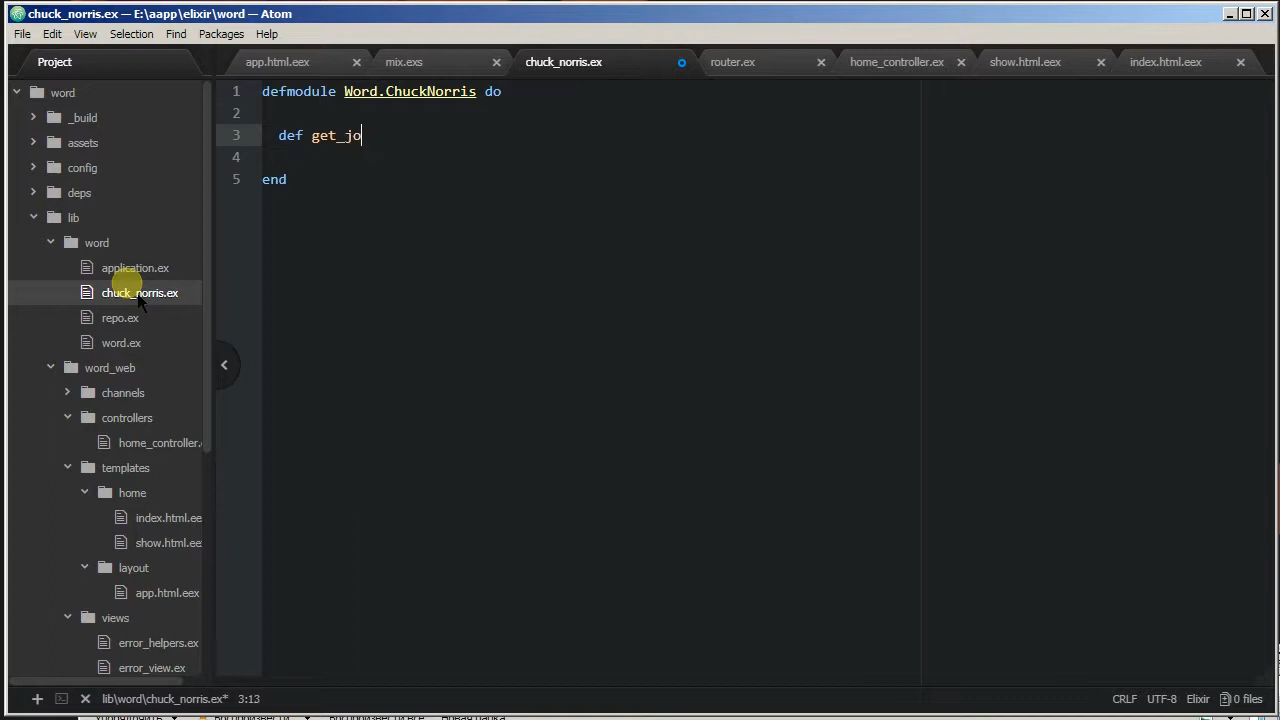 chuck_norris.ex — E:\aapp\elixir\word — Atom
File Edit View Selection Find Packages Help
Project
app.html.eex mix.exs chuck_norris.ex router.ex home_controller.ex show.html.eex index.html.eex
word
_build
assets
config
deps
lib
word
application.ex
chuck_norris.ex
repo.ex
word.ex
word_web
channels
controllers
home_controller.
templates
home
index.html.ee
show.html.ee
layout
app.html.eex
views
error_helpers.ex
error_view.ex
1 defmodule Word.ChuckNorris do
2
3 def get_jo
4
5 end
lib\word\chuck_norris.ex* 3:13 CRLF UTF-8 Elixir 0 files